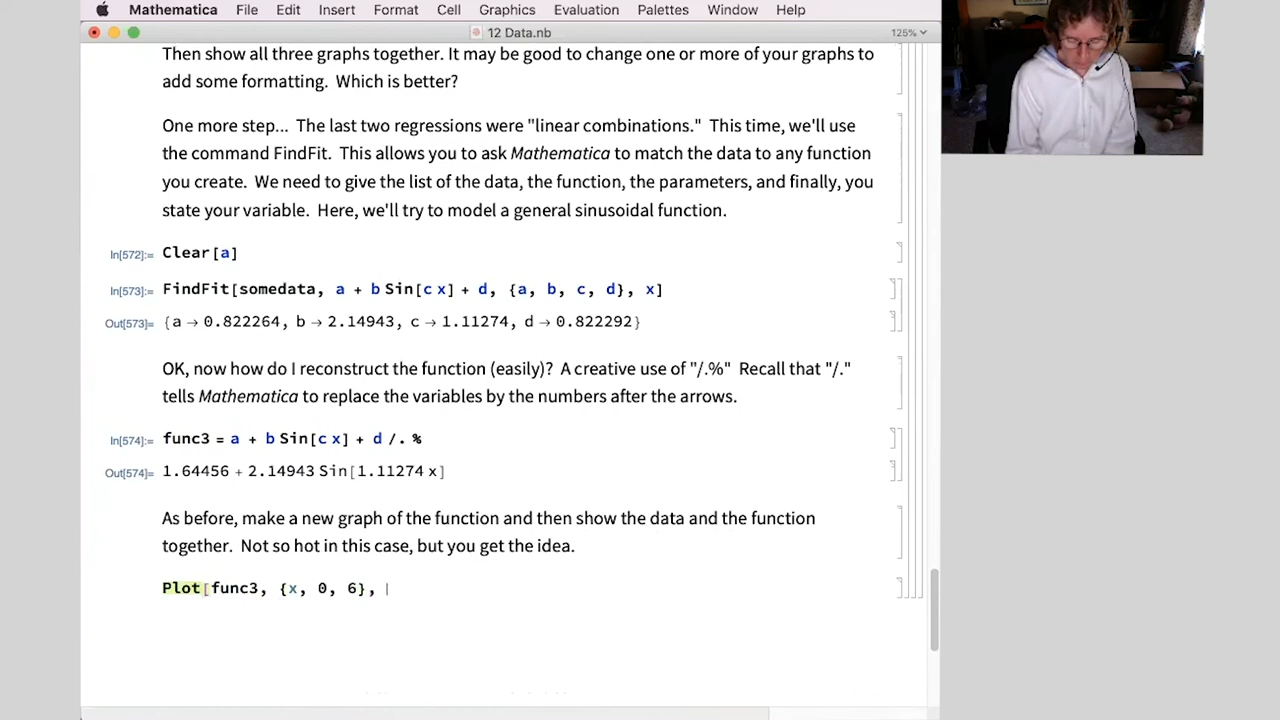 Mathematica File Edit Insert Format Cell Graphics Evaluation Palettes Window Help
12 Data.nb 125%
Then show all three graphs together. It may be good to change one or more of your graphs to
add some formatting. Which is better?
One more step... The last two regressions were "linear combinations." This time, we'll use
the command FindFit. This allows you to ask Mathematica to match the data to any function
you create. We need to give the list of the data, the function, the parameters, and finally, you
state your variable. Here, we'll try to model a general sinusoidal function.
In[572]:= Clear[a]
In[573]:= FindFit[somedata, a + b Sin[c x] + d, {a, b, c, d}, x]
Out[573]= {a → 0.822264, b → 2.14943, c → 1.11274, d → 0.822292}
OK, now how do I reconstruct the function (easily)? A creative use of "/.%" Recall that "/."
tells Mathematica to replace the variables by the numbers after the arrows.
In[574]:= func3 = a + b Sin[c x] + d /. %
Out[574]= 1.64456 + 2.14943 Sin[1.11274 x]
As before, make a new graph of the function and then show the data and the function
together. Not so hot in this case, but you get the idea.
Plot[func3, {x, 0, 6},